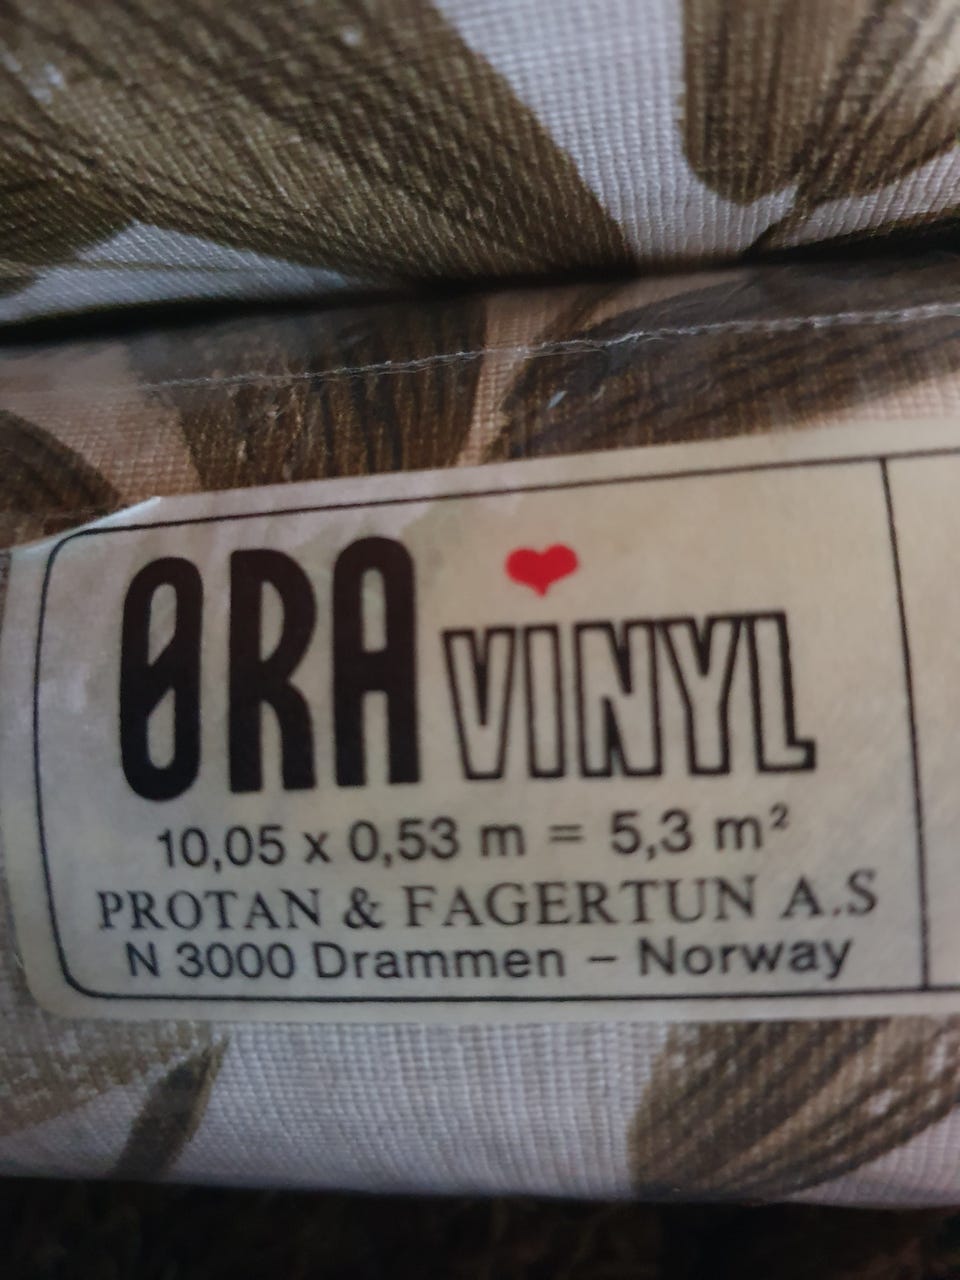 ØRA VINYL
10,05 x 0,53 m = 5,3 m²
PROTAN & FAGERTUN A.S
N 3000 Drammen – Norway